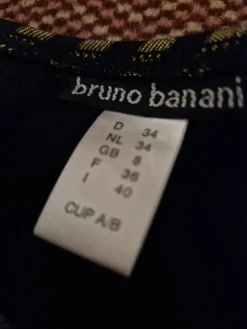 bruno banani
D 34
NL 34
GB 8
F 36
I 40
CUP A/B